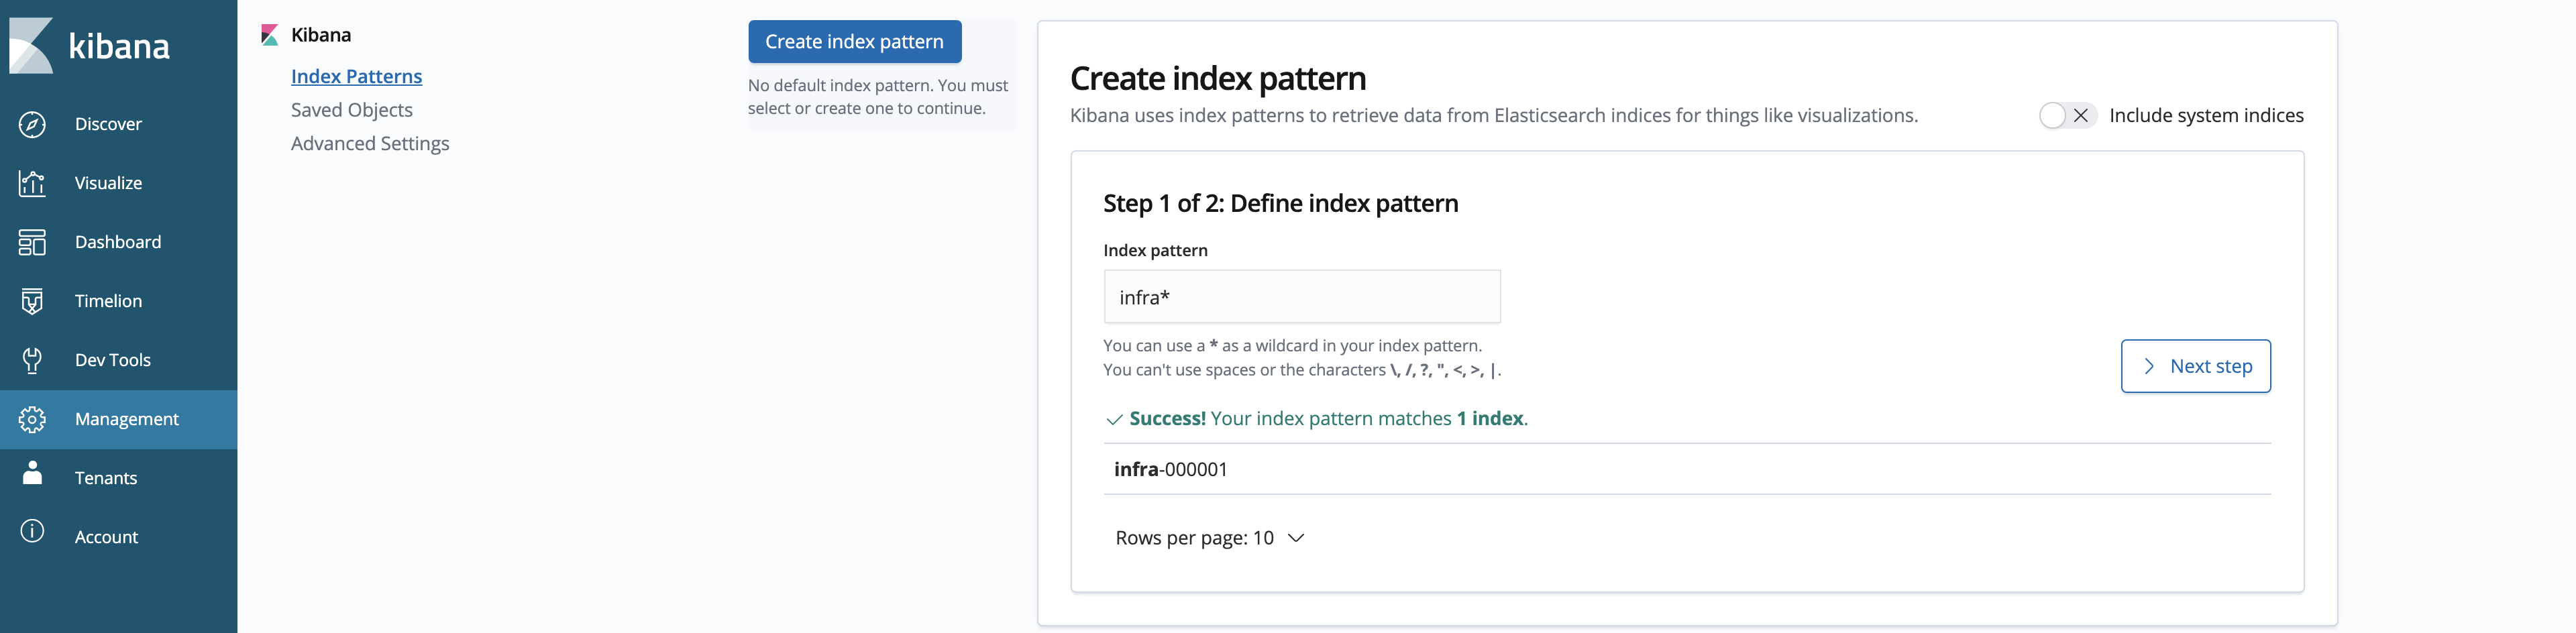 kibana
Discover
Visualize
Dashboard
Timelion
Dev Tools
Management
Tenants
Account
Kibana
Index Patterns
Saved Objects
Advanced Settings
Create index pattern
No default index pattern. You must
select or create one to continue.
Create index pattern
Kibana uses index patterns to retrieve data from Elasticsearch indices for things like visualizations.
Include system indices
Step 1 of 2: Define index pattern
Index pattern
infra*
You can use a * as a wildcard in your index pattern.
You can't use spaces or the characters \, /, ?, ", <, >, |.
Next step
Success! Your index pattern matches 1 index.
infra-000001
Rows per page: 10